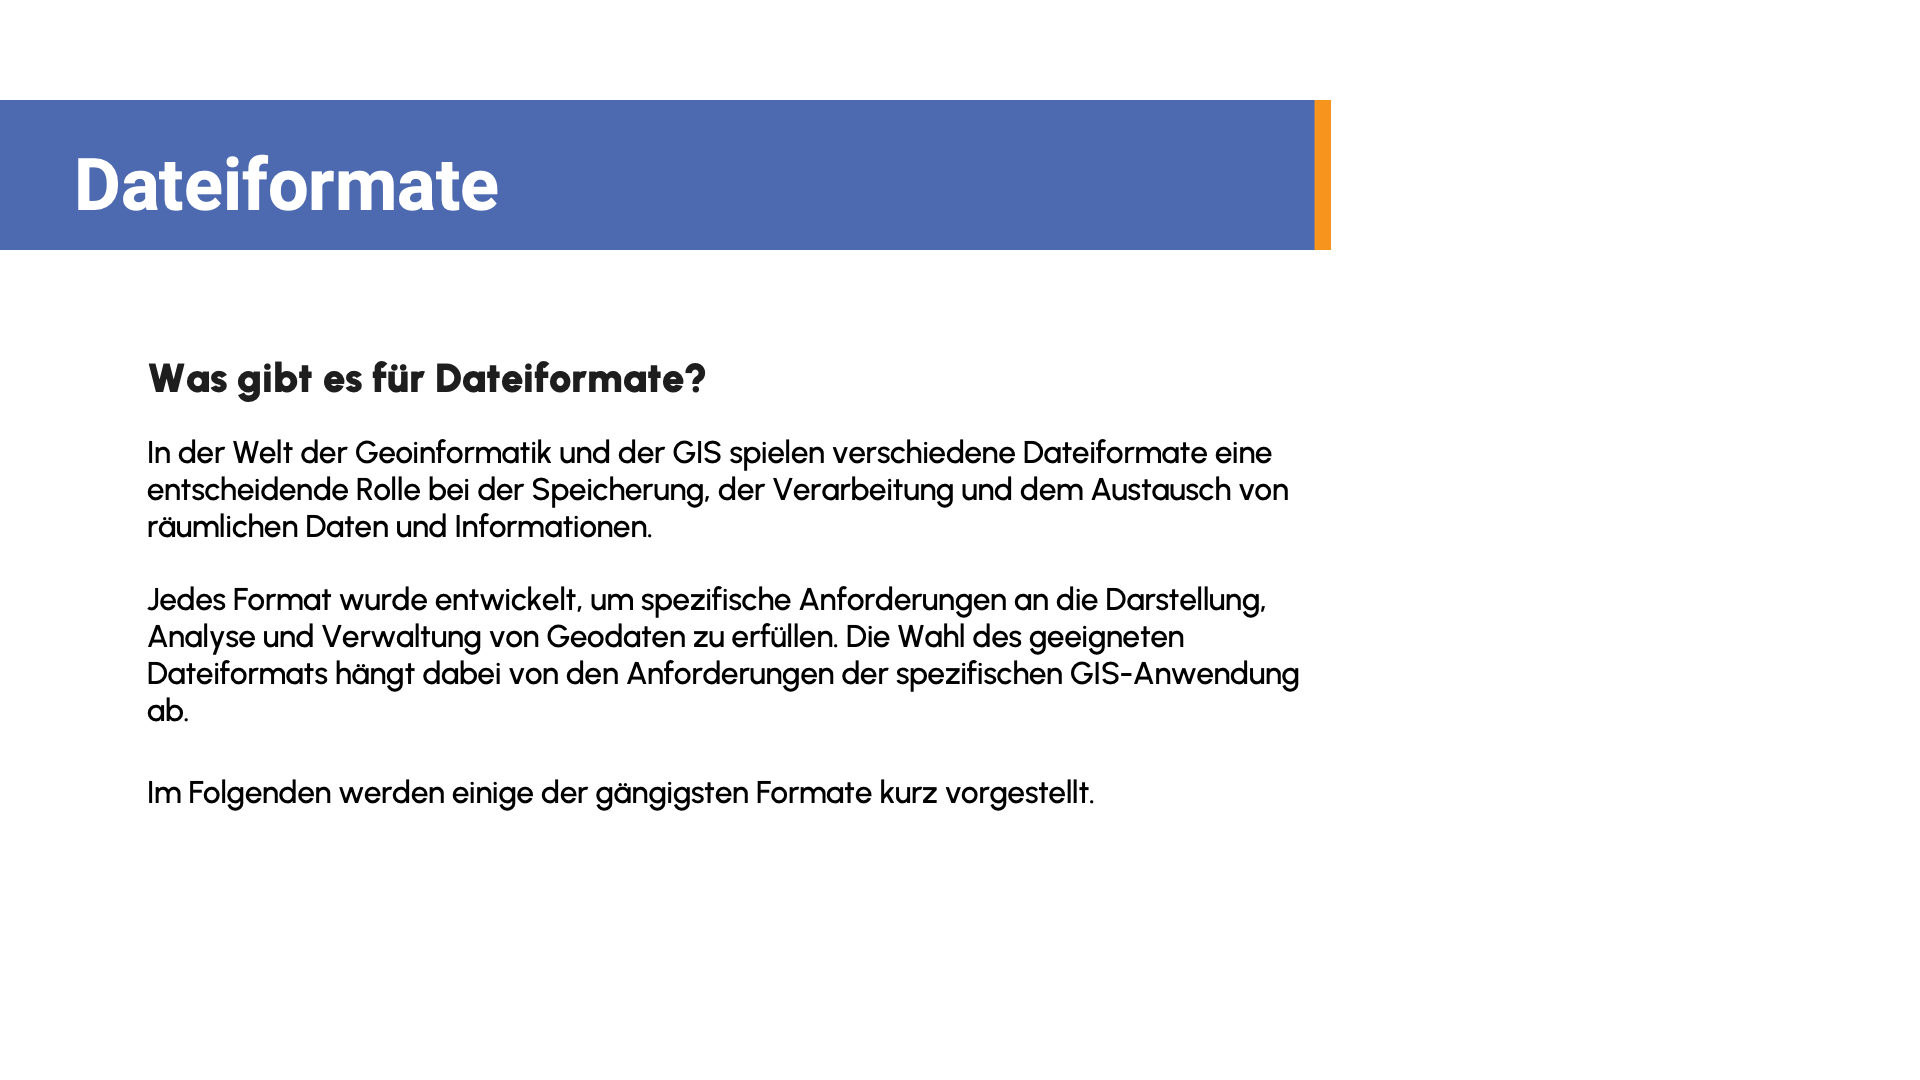 Dateiformate
Was gibt es für Dateiformate?
In der Welt der Geoinformatik und der GIS spielen verschiedene Dateiformate eine
entscheidende Rolle bei der Speicherung, der Verarbeitung und dem Austausch von
räumlichen Daten und Informationen.
Jedes Format wurde entwickelt, um spezifische Anforderungen an die Darstellung,
Analyse und Verwaltung von Geodaten zu erfüllen. Die Wahl des geeigneten
Dateiformats hängt dabei von den Anforderungen der spezifischen GIS-Anwendung
ab.
Im Folgenden werden einige der gängigsten Formate kurz vorgestellt.